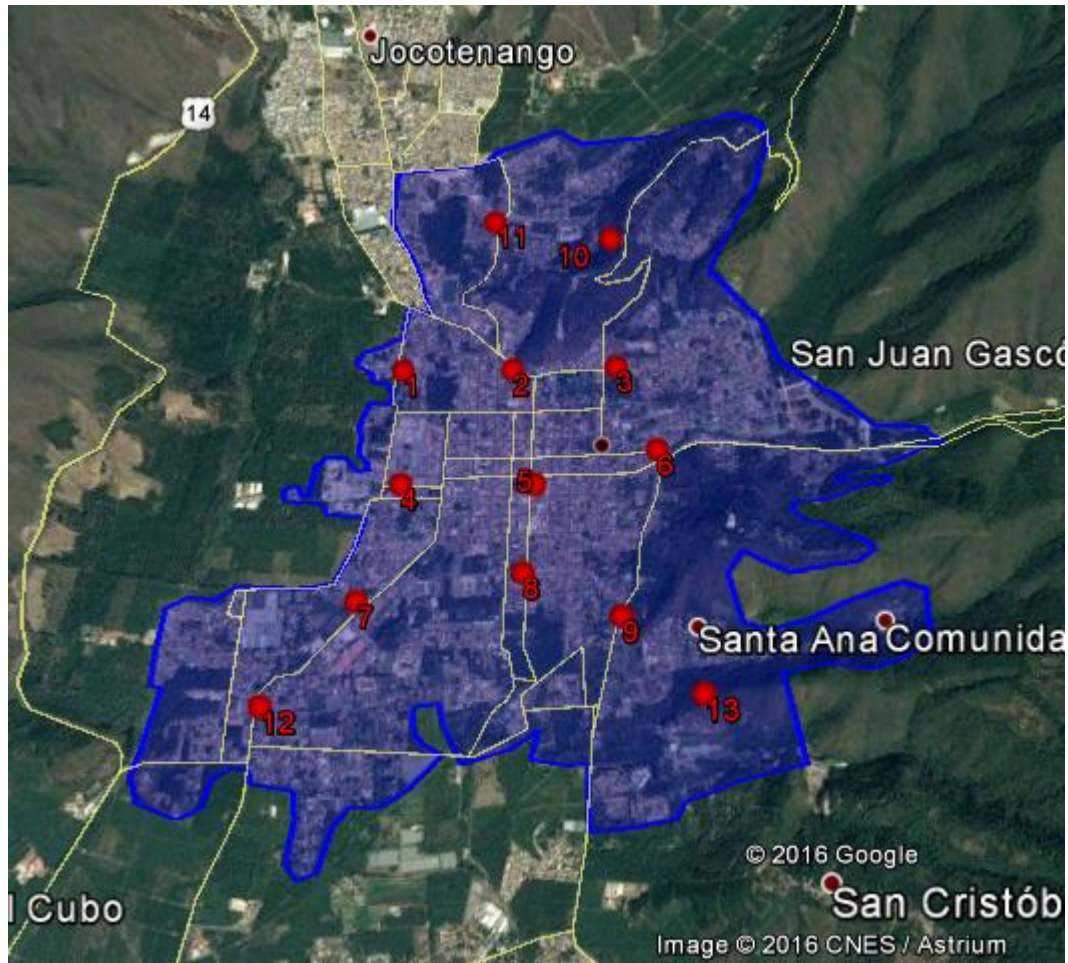 Jocotenango
14
11
10
San Juan Gascó
1
2
3
6
5
4
8
7
9
Santa Ana
Comunida
13
12
© 2016 Google
l Cubo
San Cristób
Image © 2016 CNES / Astrium